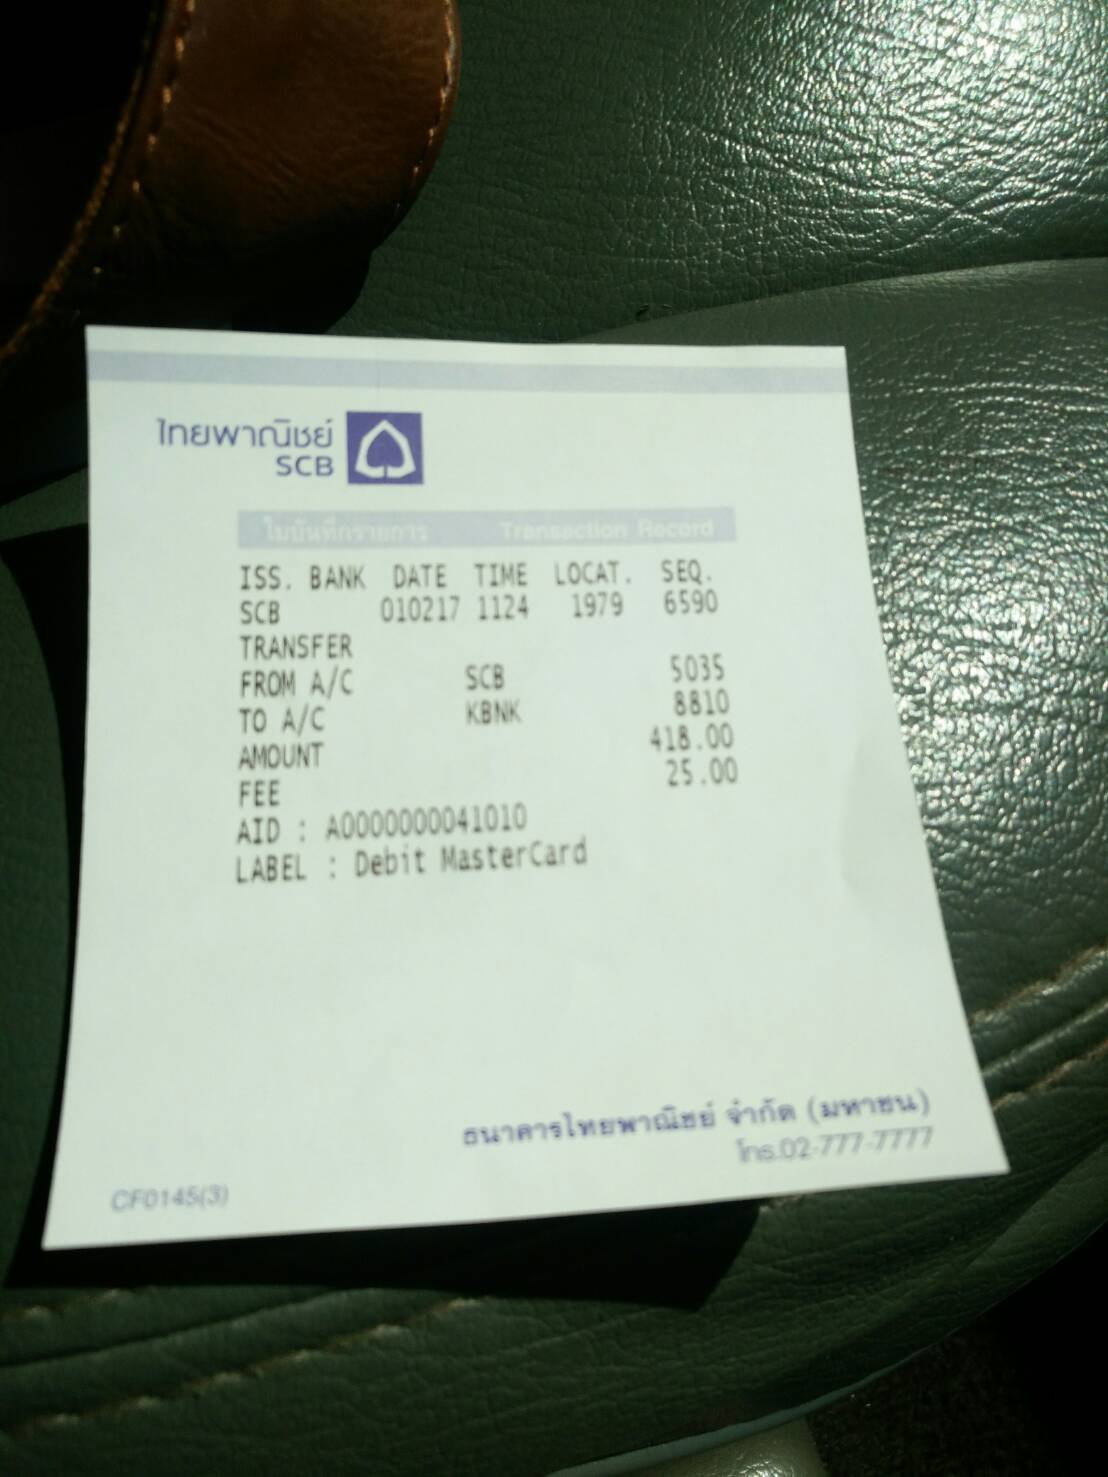 ไทยพาณิชย์
SCB
ใบบันทึกรายการ Transaction Record
ISS. BANK DATE TIME LOCAT. SEQ.
SCB 010217 1124 1979 6590
TRANSFER
FROM A/C SCB 5035
TO A/C KBNK 8810
AMOUNT 418.00
FEE 25.00
AID : A0000000041010
LABEL : Debit MasterCard
ธนาคารไทยพาณิชย์ จำกัด (มหาชน)
โทร.02-777-7777
CF0145(3)